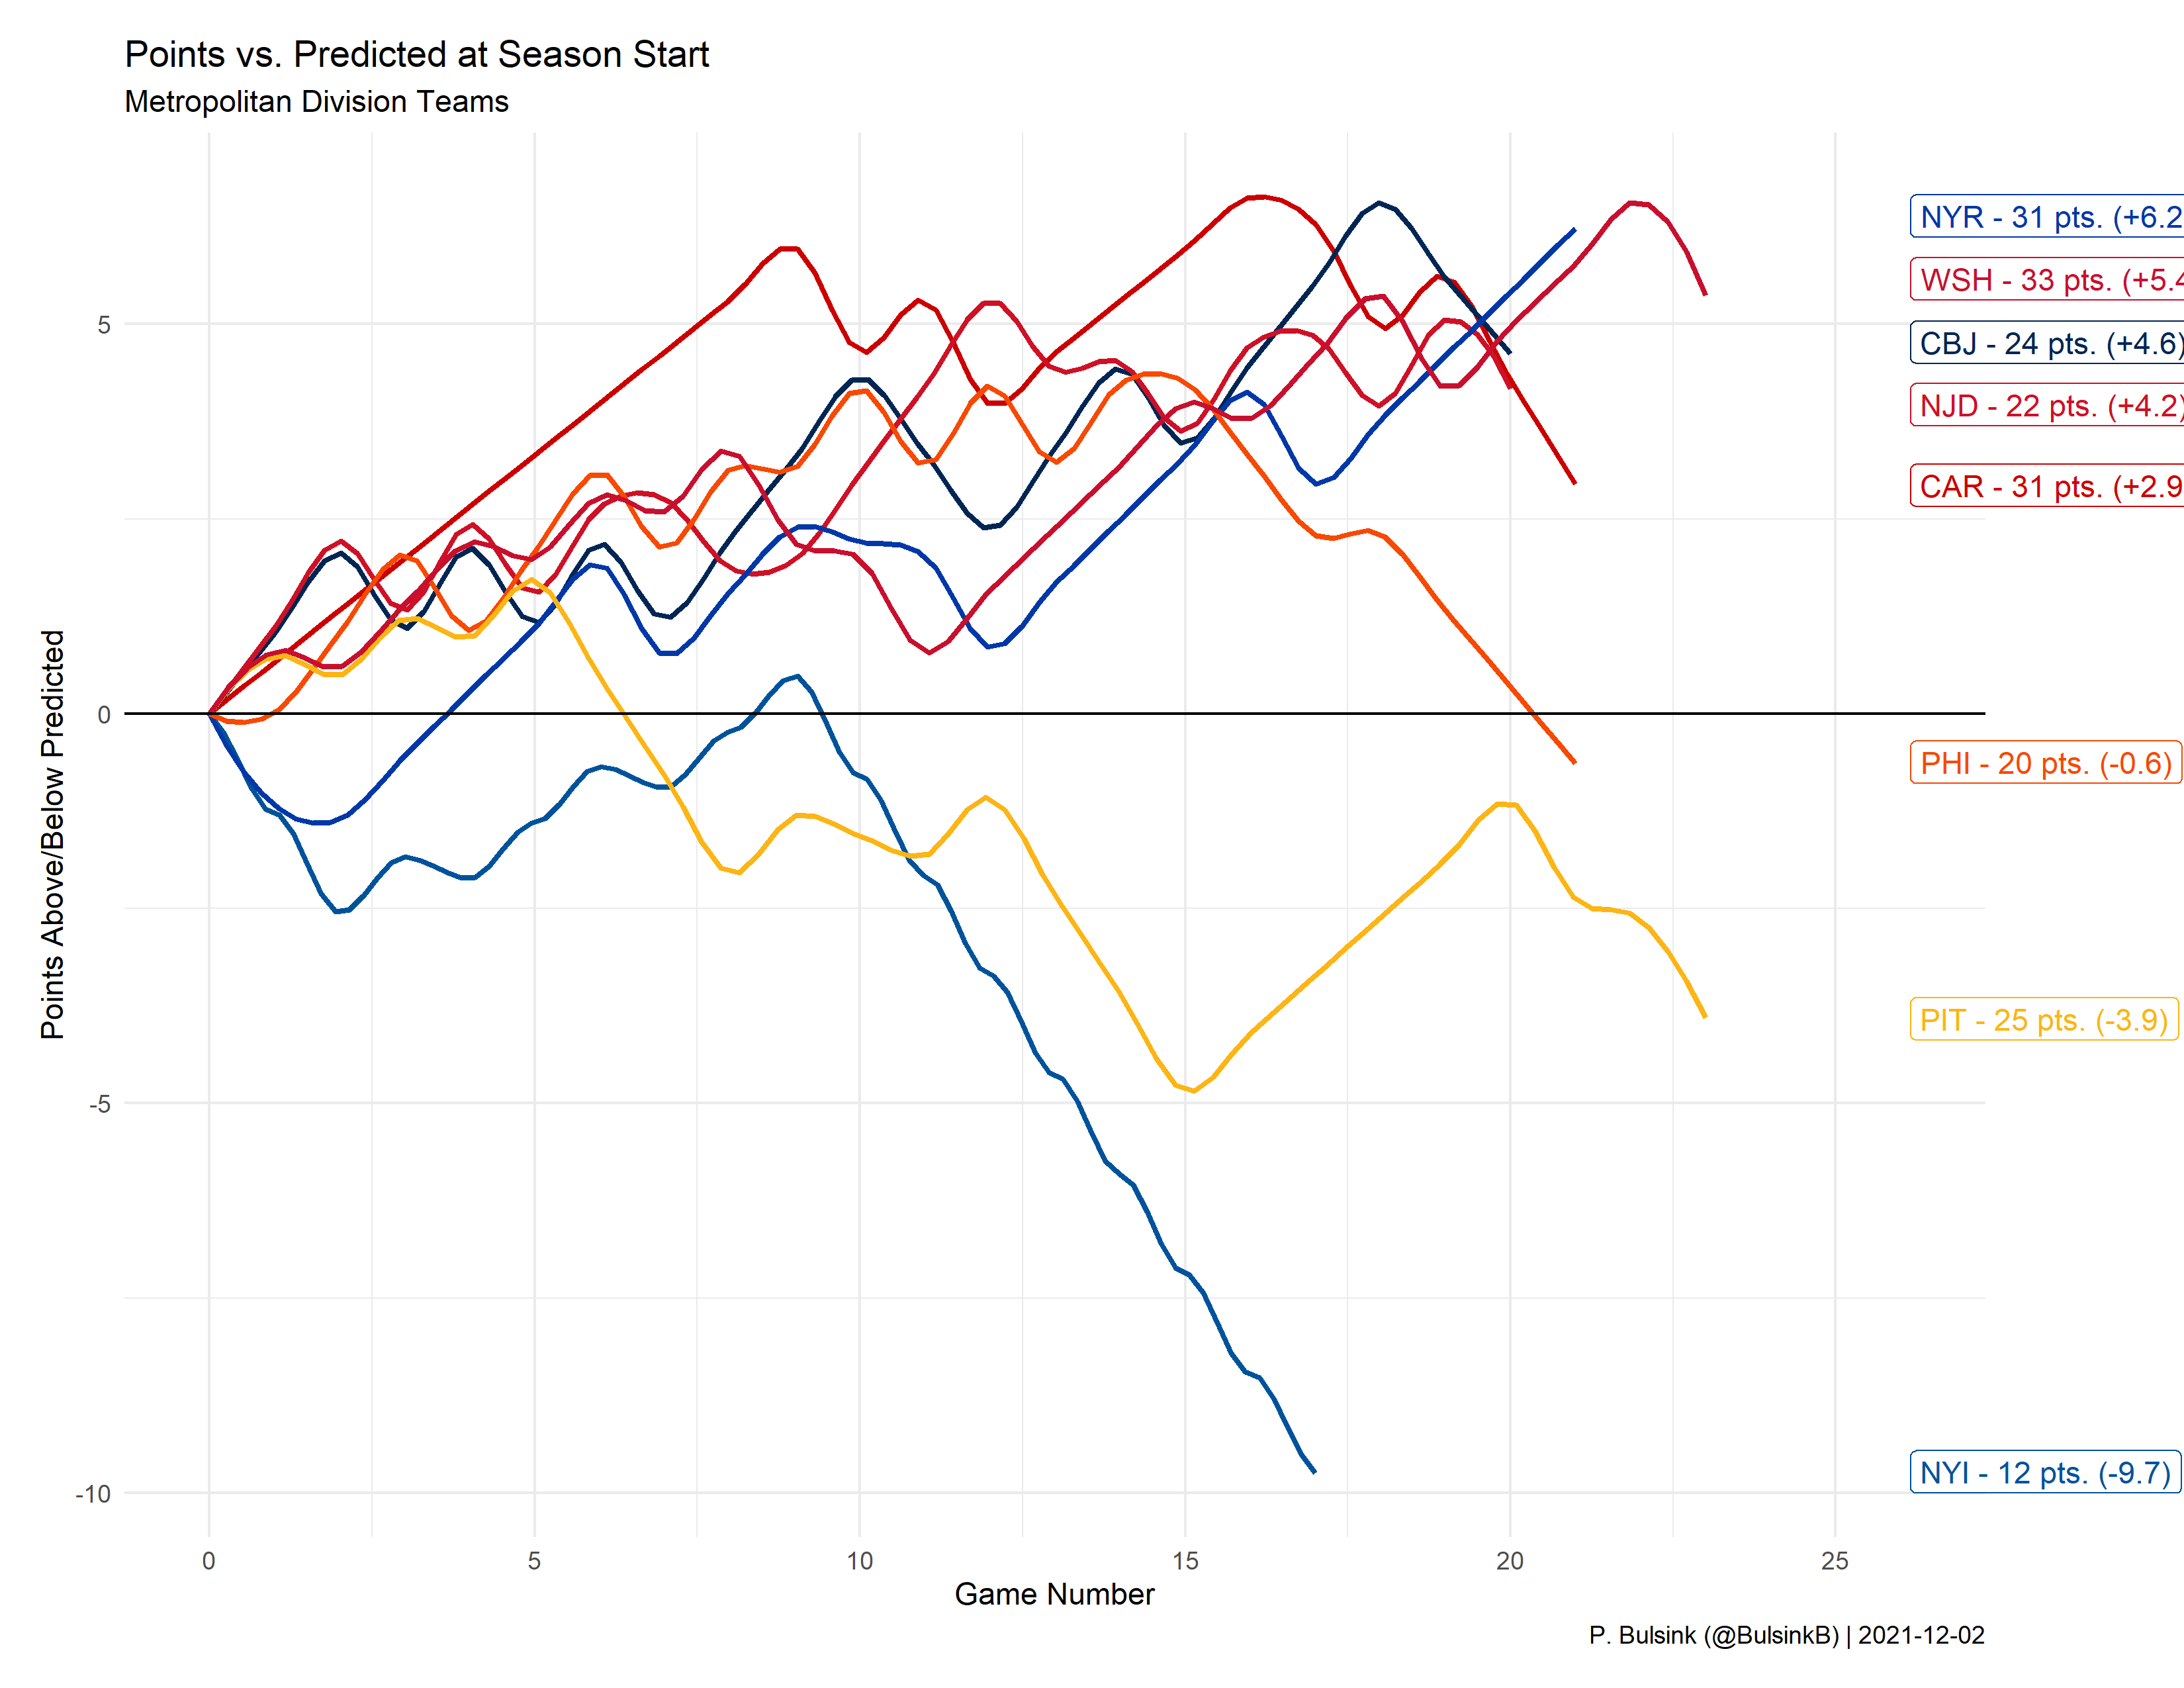 Points vs. Predicted at Season Start
Metropolitan Division Teams
Points Above/Below Predicted
5
0
-5
-10
NYR - 31 pts. (+6.2
WSH - 33 pts. (+5.4
CBJ - 24 pts. (+4.6)
NJD - 22 pts. (+4.2)
CAR - 31 pts. (+2.9
PHI - 20 pts. (-0.6)
PIT - 25 pts. (-3.9)
NYI - 12 pts. (-9.7)
0 5 10 15 20 25
Game Number
P. Bulsink (@BulsinkB) | 2021-12-02